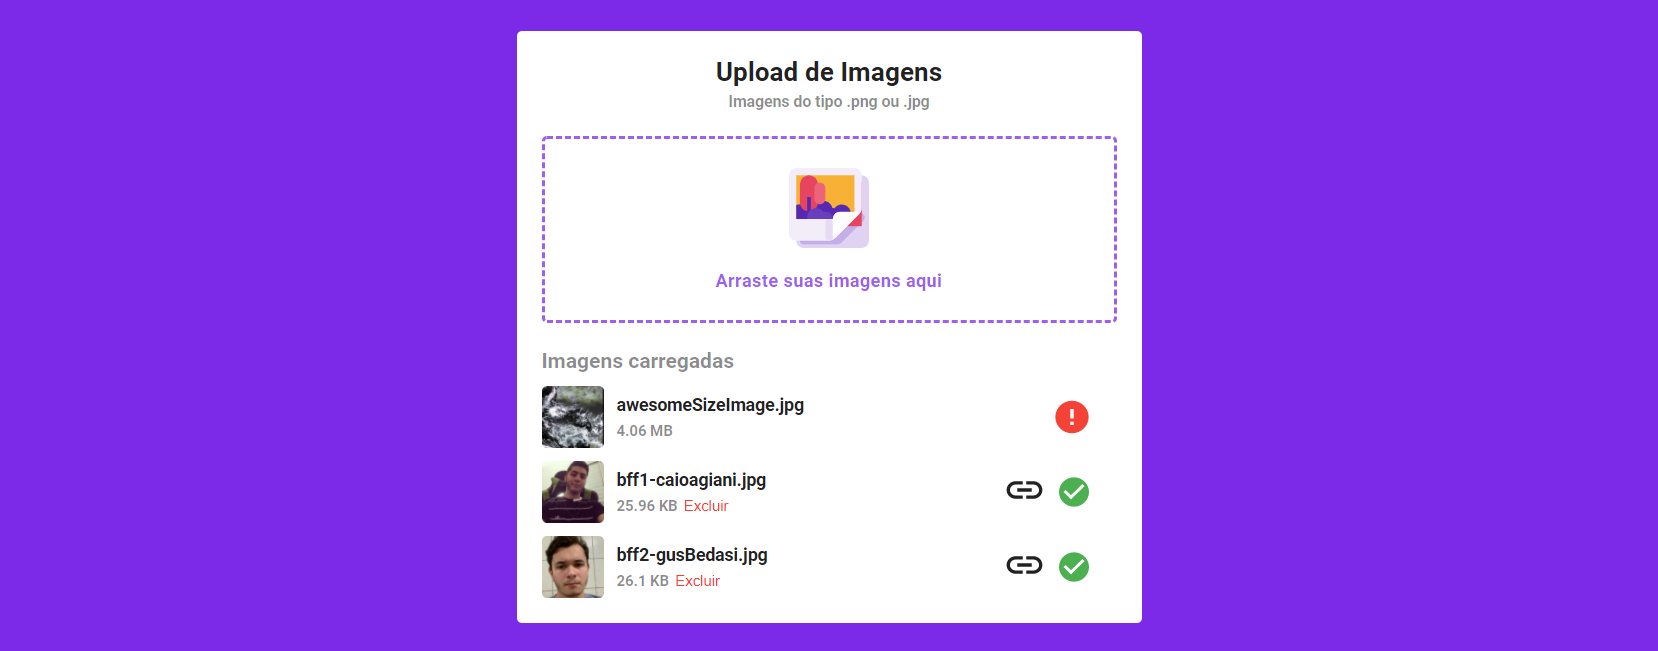 Upload de Imagens
Imagens do tipo .png ou .jpg
Arraste suas imagens aqui
Imagens carregadas
awesomeSizeImage.jpg
4.06 MB
bff1-caioagiani.jpg
25.96 KB Excluir
bff2-gusBedasi.jpg
26.1 KB Excluir